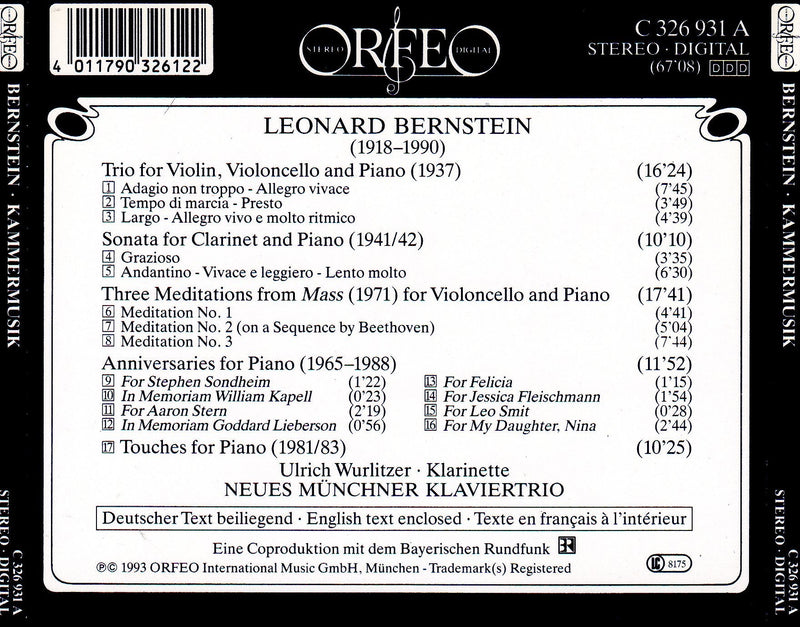 ORFEO
BERNSTEIN · KAMMERMUSIK
STEREO · DIGITAL
C 326 931 A
4 011790 326122
STEREO ORFEO DIGITAL
C 326 931 A
STEREO · DIGITAL
(67'08) DDD
LEONARD BERNSTEIN
(1918–1990)
Trio for Violin, Violoncello and Piano (1937) (16'24)
1 Adagio non troppo - Allegro vivace (7'45)
2 Tempo di marcia - Presto (3'49)
3 Largo - Allegro vivo e molto ritmico (4'39)
Sonata for Clarinet and Piano (1941/42) (10'10)
4 Grazioso (3'35)
5 Andantino - Vivace e leggiero - Lento molto (6'30)
Three Meditations from Mass (1971) for Violoncello and Piano (17'41)
6 Meditation No. 1 (4'41)
7 Meditation No. 2 (on a Sequence by Beethoven) (5'04)
8 Meditation No. 3 (7'44)
Anniversaries for Piano (1965–1988) (11'52)
9 For Stephen Sondheim (1'22) 13 For Felicia (1'15)
10 In Memoriam William Kapell (0'23) 14 For Jessica Fleischmann (1'54)
11 For Aaron Stern (2'19) 15 For Leo Smit (0'28)
12 In Memoriam Goddard Lieberson (0'56) 16 For My Daughter, Nina (2'44)
17 Touches for Piano (1981/83) (10'25)
Ulrich Wurlitzer · Klarinette
NEUES MÜNCHNER KLAVIERTRIO
Deutscher Text beiliegend · English text enclosed · Texte en français à l'intérieur
Eine Coproduktion mit dem Bayerischen Rundfunk BR
℗© 1993 ORFEO International Music GmbH, München - Trademark(s) Registered
LC 8175
ORFEO
BERNSTEIN · KAMMERMUSIK
STEREO · DIGITAL
C 326 931 A